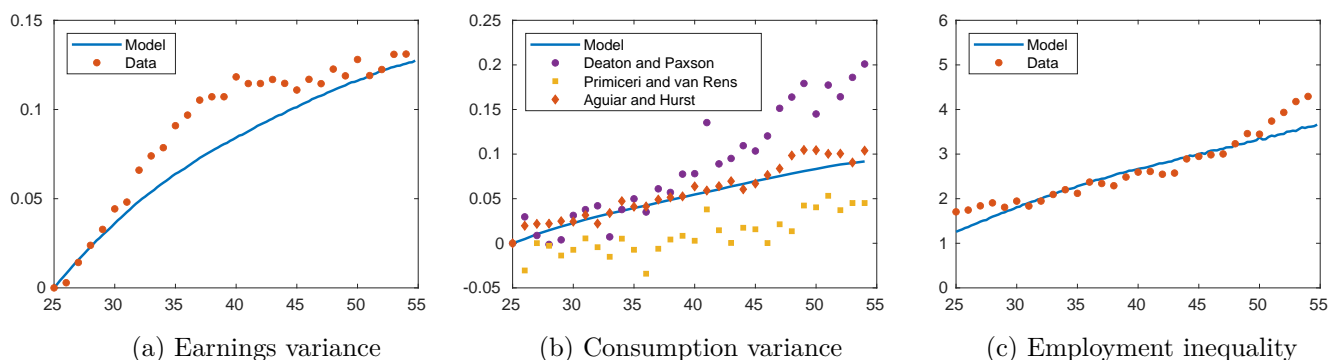 0.15
0.1
0.05
0
25 30 35 40 45 50 55
Model
Data
(a) Earnings variance
0.25
0.2
0.15
0.1
0.05
0
-0.05
25 30 35 40 45 50 55
Model
Deaton and Paxson
Primiceri and van Rens
Aguiar and Hurst
(b) Consumption variance
6
5
4
3
2
1
0
25 30 35 40 45 50 55
Model
Data
(c) Employment inequality